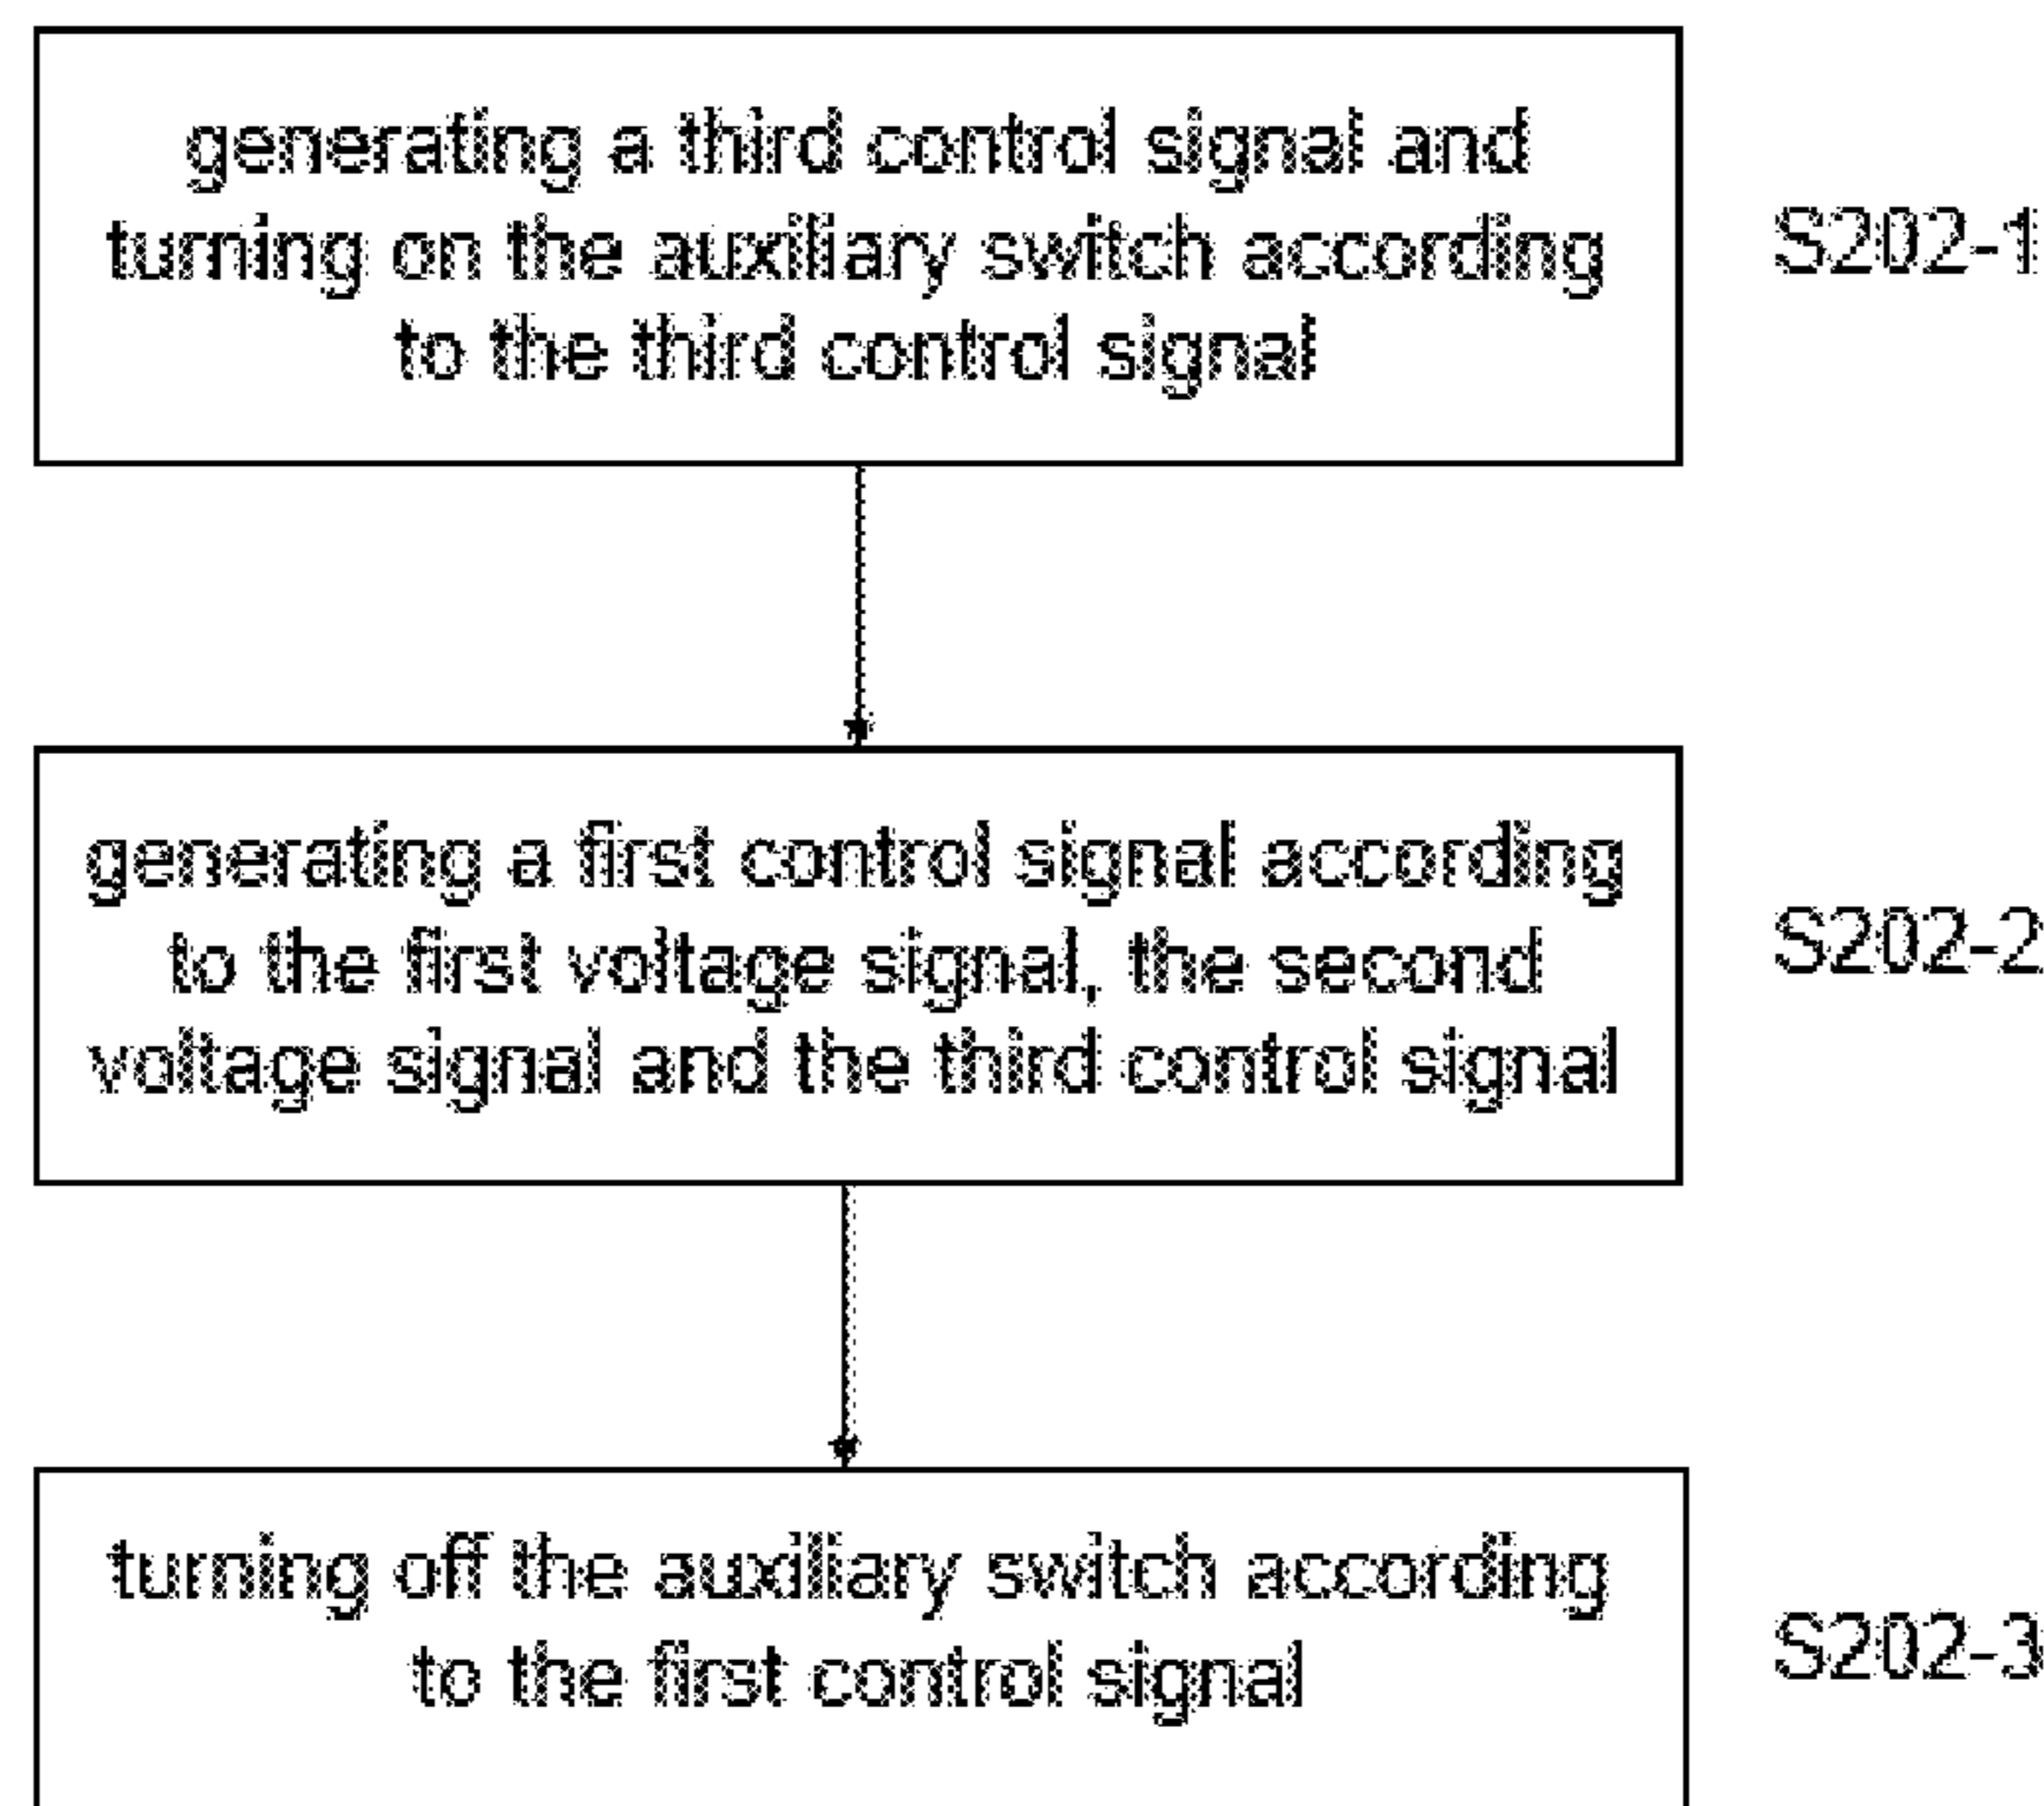 generating a third control signal and
turning on the auxiliary switch according
to the third control signal
S202-1
generating a first control signal according
to the first voltage signal, the second
voltage signal and the third control signal
S202-2
turning off the auxiliary switch according
to the first control signal
S202-3